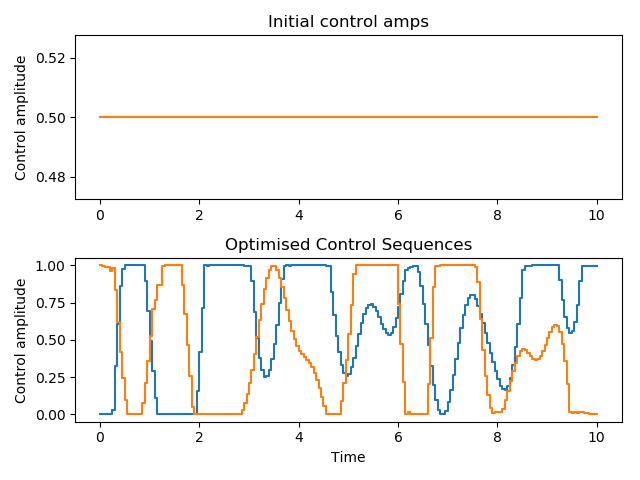 Initial control amps
Control amplitude
0.52
0.50
0.48
0 2 4 6 8 10
Optimised Control Sequences
Control amplitude
1.00
0.75
0.50
0.25
0.00
0 2 4 6 8 10
Time